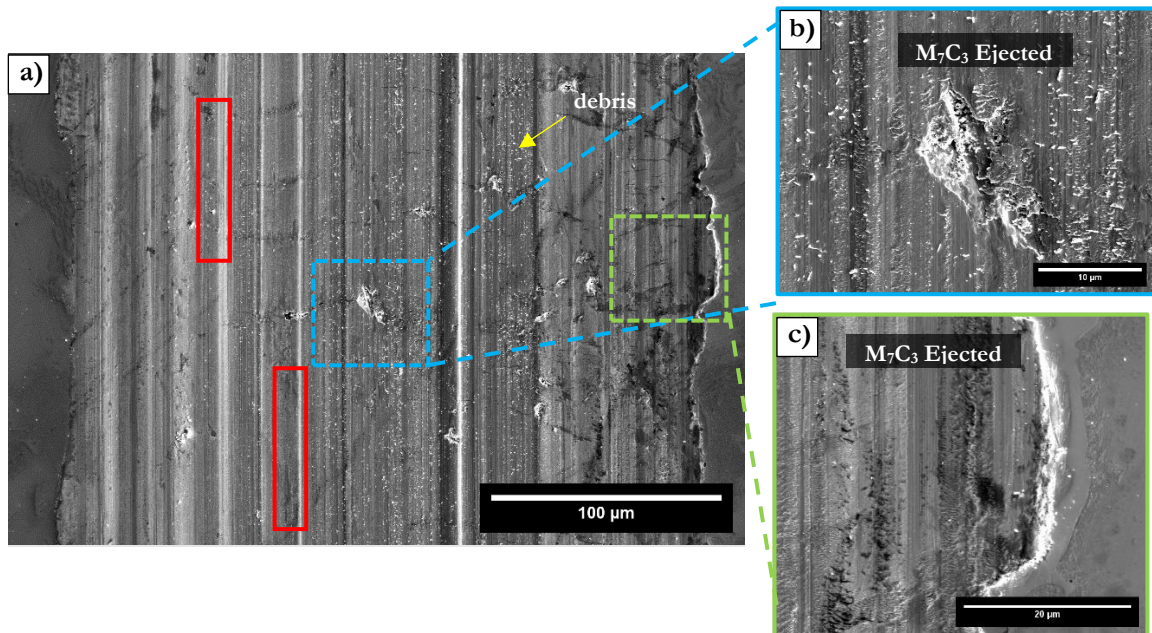 a)
debris
100 µm
b)
M₇C₃ Ejected
10 µm
c)
M₇C₃ Ejected
20 µm